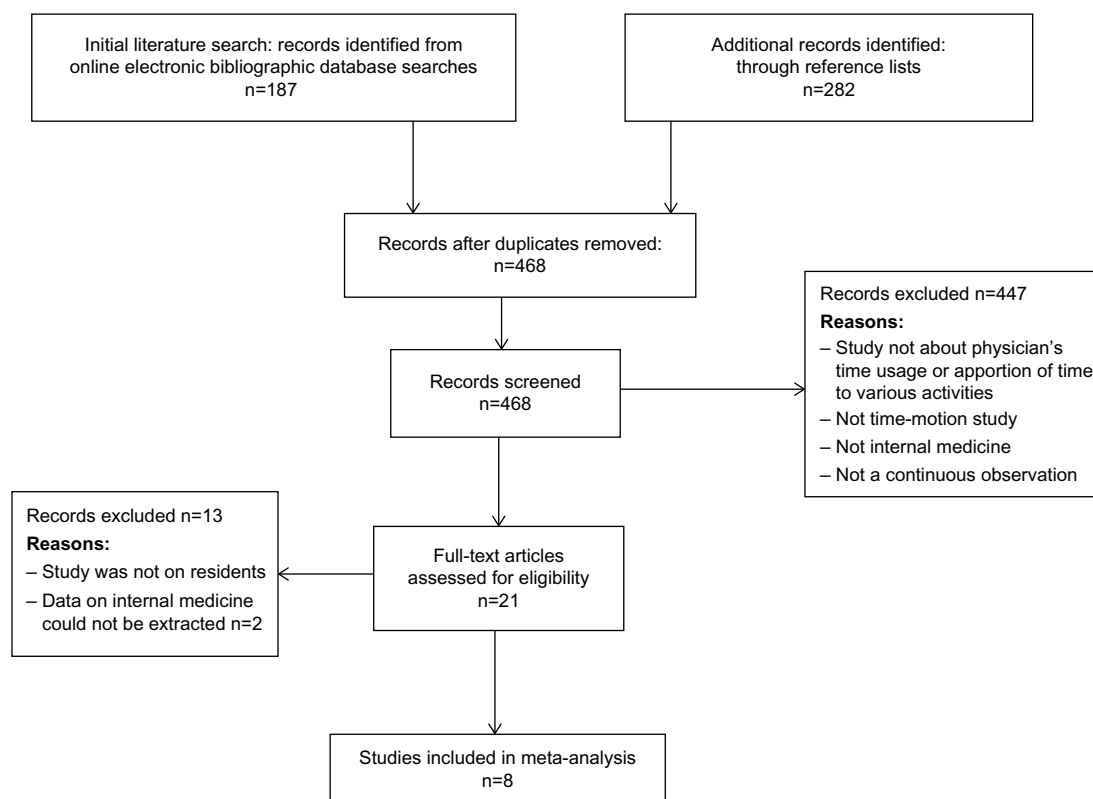 Initial literature search: records identified from
online electronic bibliographic database searches
n=187
Additional records identified:
through reference lists
n=282
Records after duplicates removed:
n=468
Records excluded n=447
Reasons:
– Study not about physician’s
time usage or apportion of time
to various activities
– Not time-motion study
– Not internal medicine
– Not a continuous observation
Records screened
n=468
Records excluded n=13
Reasons:
– Study was not on residents
– Data on internal medicine
could not be extracted n=2
Full-text articles
assessed for eligibility
n=21
Studies included in meta-analysis
n=8